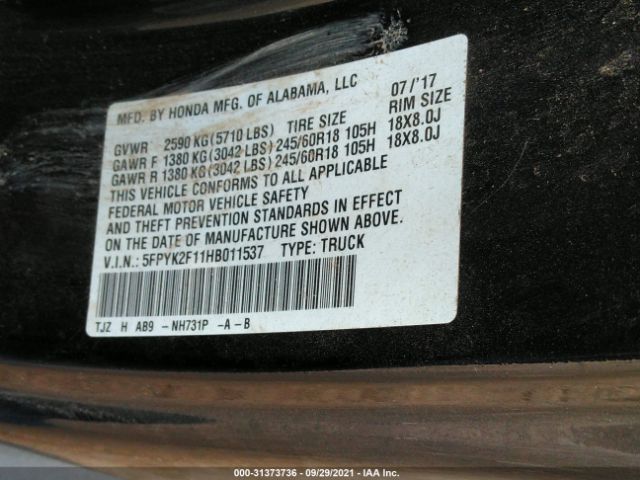 MFD. BY HONDA MFG. OF ALABAMA, LLC 07/'17
GVWR 2590 KG(5710 LBS) TIRE SIZE RIM SIZE
GAWR F 1380 KG(3042 LBS) 245/60R18 105H 18X8.0J
GAWR R 1380 KG(3042 LBS) 245/60R18 105H 18X8.0J
THIS VEHICLE CONFORMS TO ALL APPLICABLE
FEDERAL MOTOR VEHICLE SAFETY
AND THEFT PREVENTION STANDARDS IN EFFECT
ON THE DATE OF MANUFACTURE SHOWN ABOVE.
V.I.N.: 5FPYK2F11HB011537 TYPE: TRUCK
TJZ H AB9 - NH731P -A-B
000-31373736 - 09/29/2021 - IAA Inc.